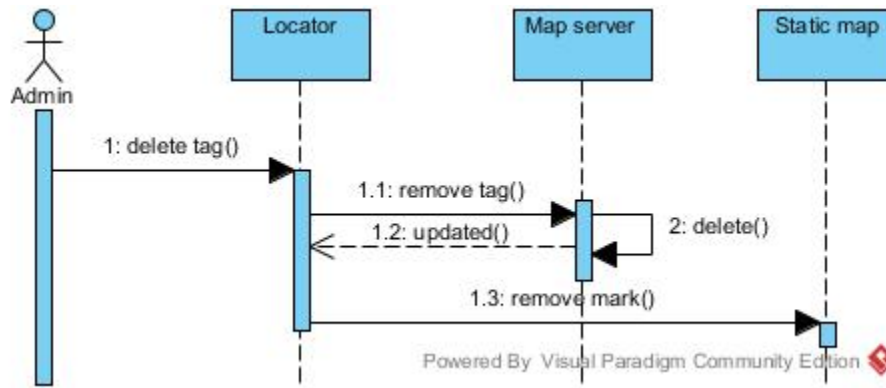 Locator
Map server
Static map
Admin
1: delete tag()
1.1: remove tag()
1.2: updated()
2: delete()
1.3: remove mark()
Powered By Visual Paradigm Community Edition